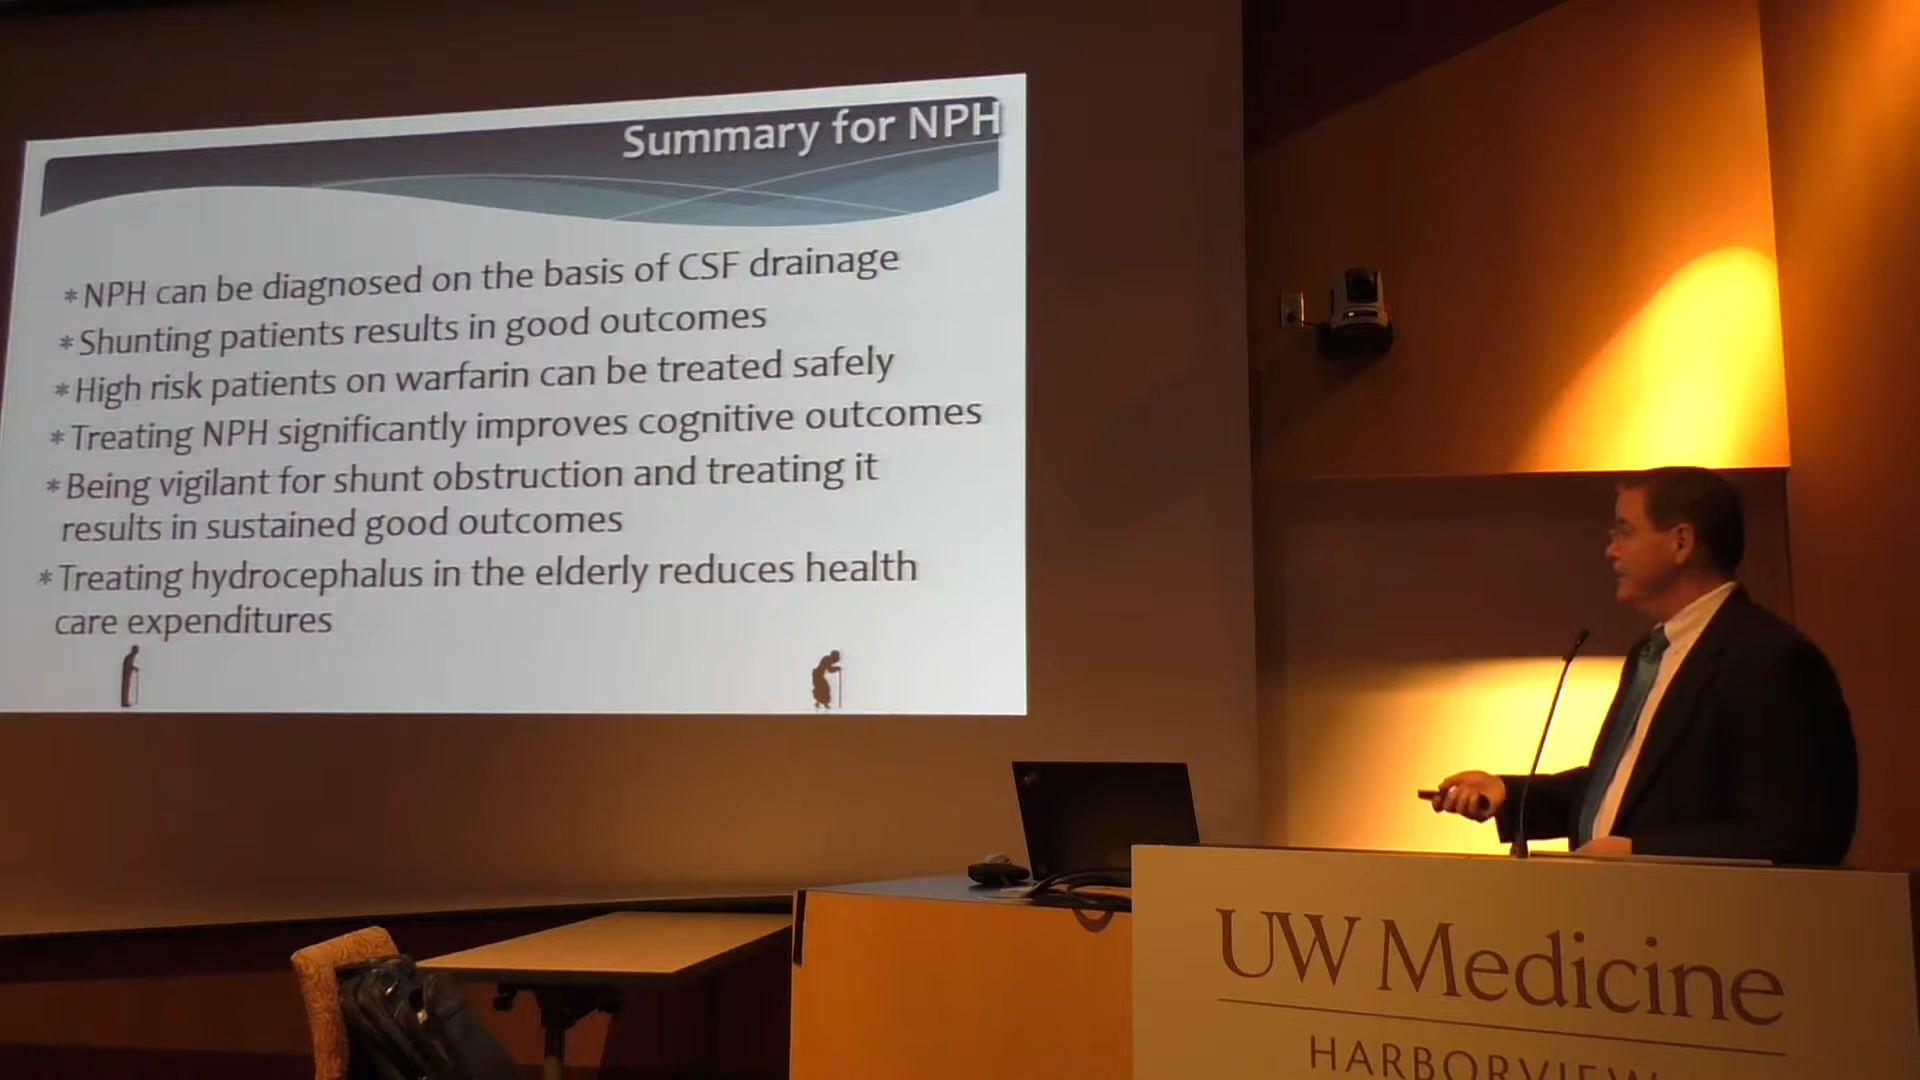 Summary for NPH
* NPH can be diagnosed on the basis of CSF drainage
* Shunting patients results in good outcomes
* High risk patients on warfarin can be treated safely
* Treating NPH significantly improves cognitive outcomes
* Being vigilant for shunt obstruction and treating it
results in sustained good outcomes
* Treating hydrocephalus in the elderly reduces health
care expenditures
UW Medicine
HARBORVIEW